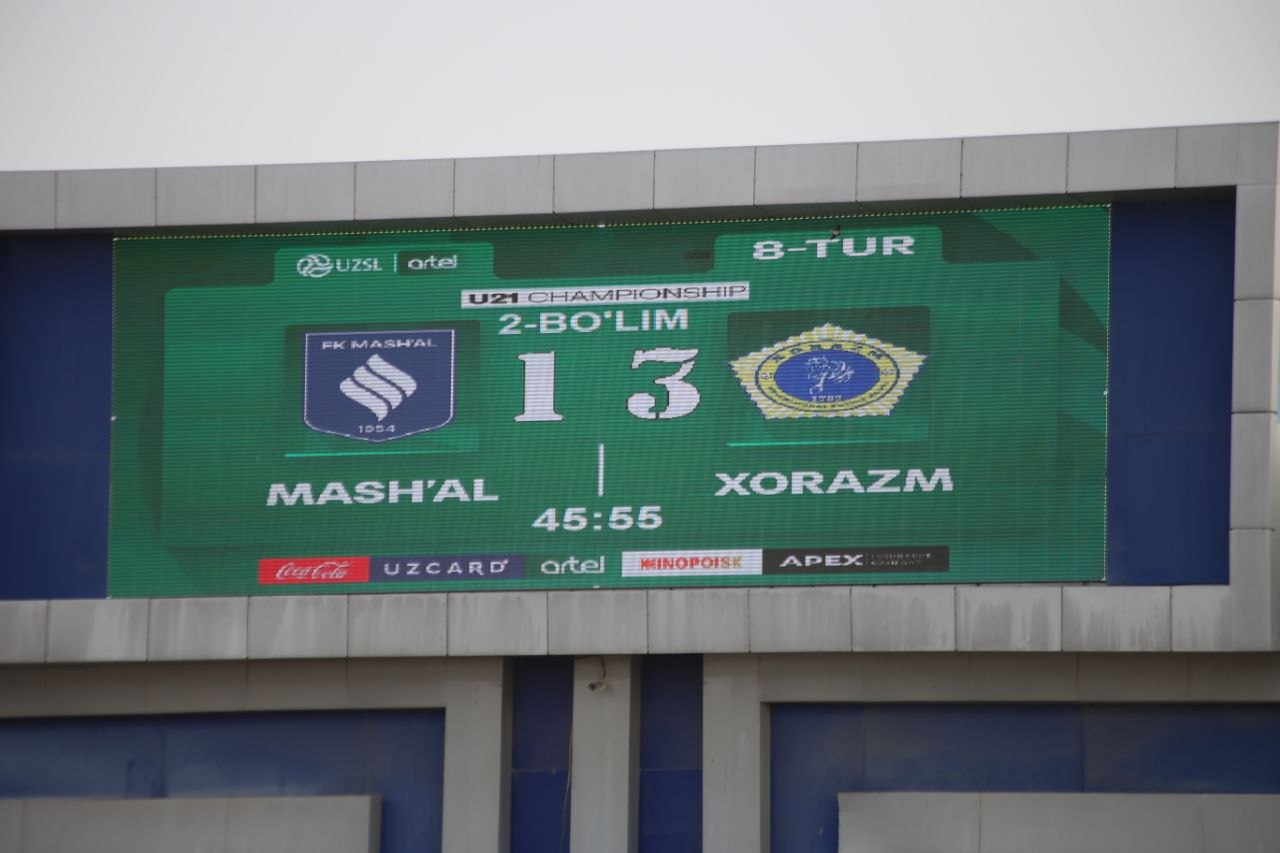 UZSL | artel
8-TUR
U21 CHAMPIONSHIP
2-BO'LIM
FK MASH'AL
1954
1 3
XORAZM
MASH'AL
XORAZM
45:55
Coca-Cola
UZCARD
artel
KINOPOISK
APEX